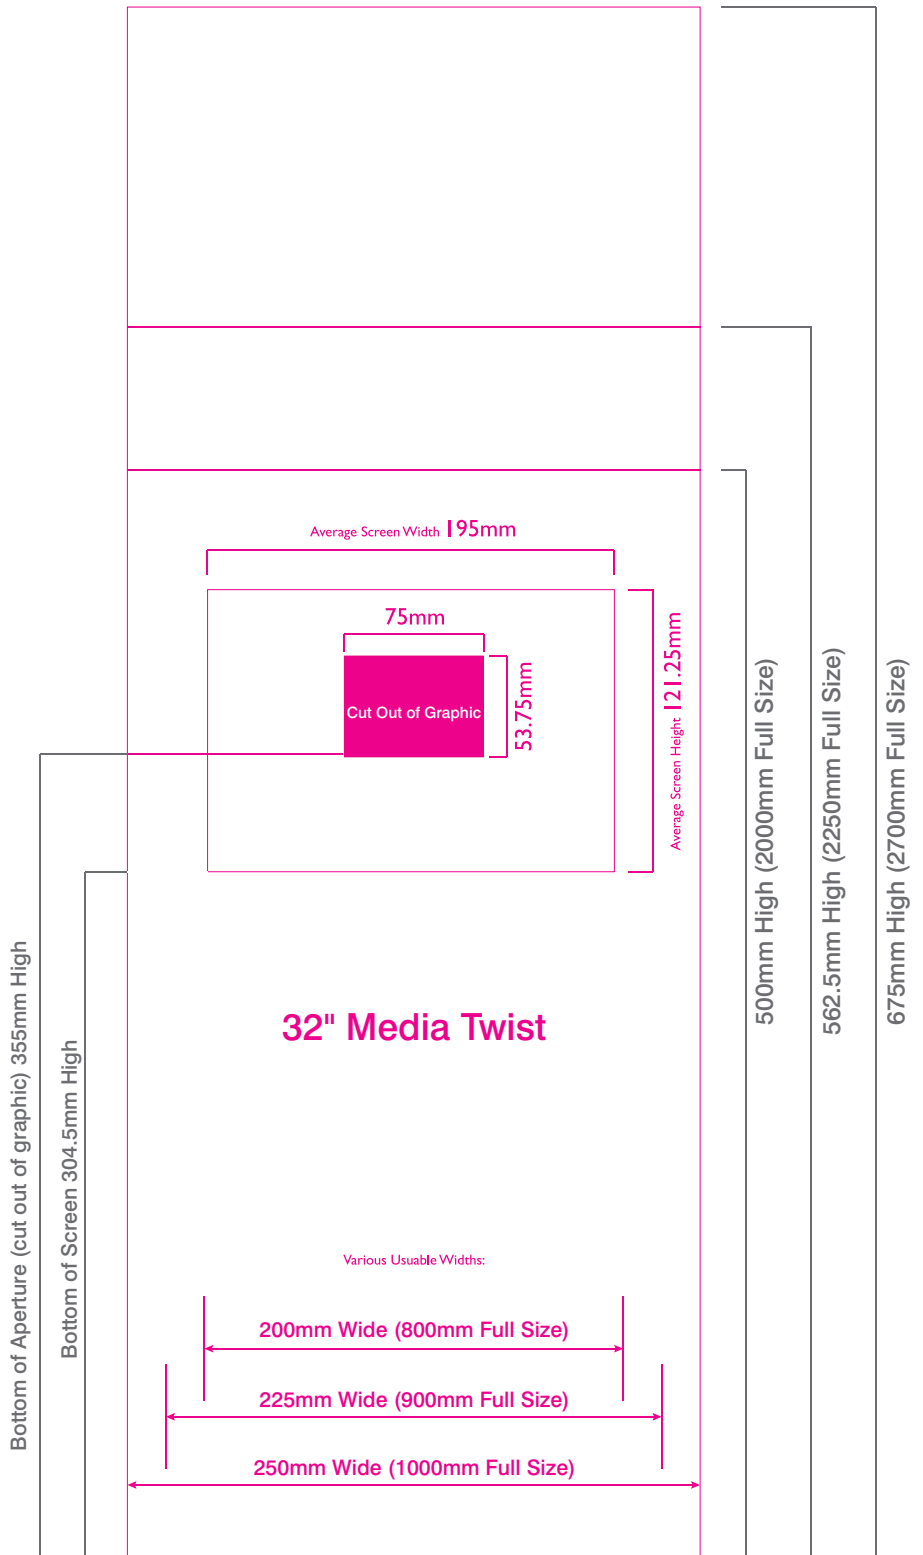 Average Screen Width 195mm
75mm
Cut Out of Graphic
53.75mm
Average Screen Height 121.25mm
500mm High (2000mm Full Size)
562.5mm High (2250mm Full Size)
675mm High (2700mm Full Size)
Bottom of Aperture (cut out of graphic) 355mm High
Bottom of Screen 304.5mm High
32" Media Twist
Various Usuable Widths:
200mm Wide (800mm Full Size)
225mm Wide (900mm Full Size)
250mm Wide (1000mm Full Size)